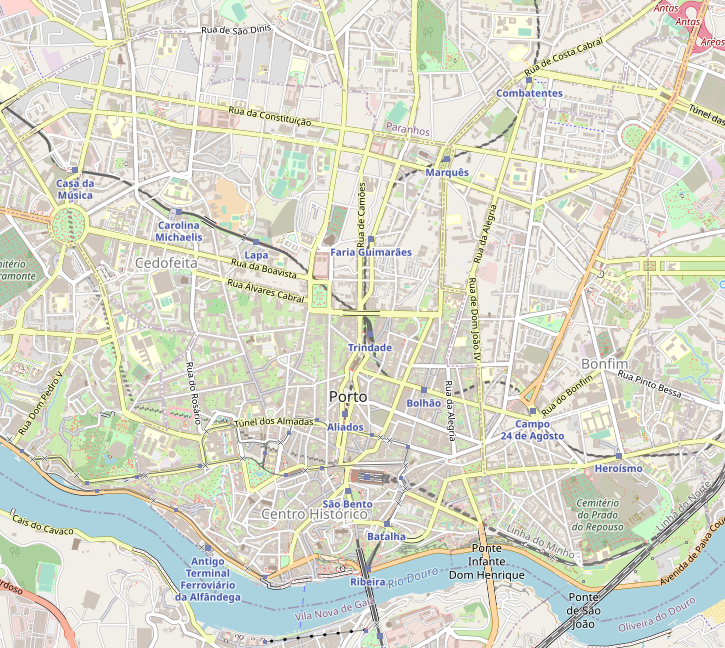 Antas
Antas
Areos
Rua de São Dinis
Rua de Costa Cabral
Combatentes
Túnel das
Rua da Constituição
Paranhos
Marquês
Casa da
Música
Carolina
Michaelis
Rua de Camões
Rua da Alegria
Lapa
Faria Guimarães
Cedofeita
Rua da Boavista
Rua Álvares Cabral
Rua de Dom João IV
mitério
aramonte
Trindade
Bonfim
Rua Dom Pedro V
Rua do Rosário
Porto
Bolhão
Rua da Alegria
Rua do Bonfim
Rua Pinto Bessa
Túnel dos Almadas
Aliados
Campo
24 de Agosto
Heroísmo
São Bento
Centro Histórico
Cemitério
do Prado
do Repouso
Linha do Norte
Cais do Cavaco
Batalha
Linha do Minho
Antigo
Terminal
Ferroviário
da Alfândega
Ponte
Infante
Dom Henrique
Avenida de Paiva Couc
Ribeira
Rio Douro
rdoso
Vila Nova de Ga
Ponte
de São
João
Oliveira do Douro